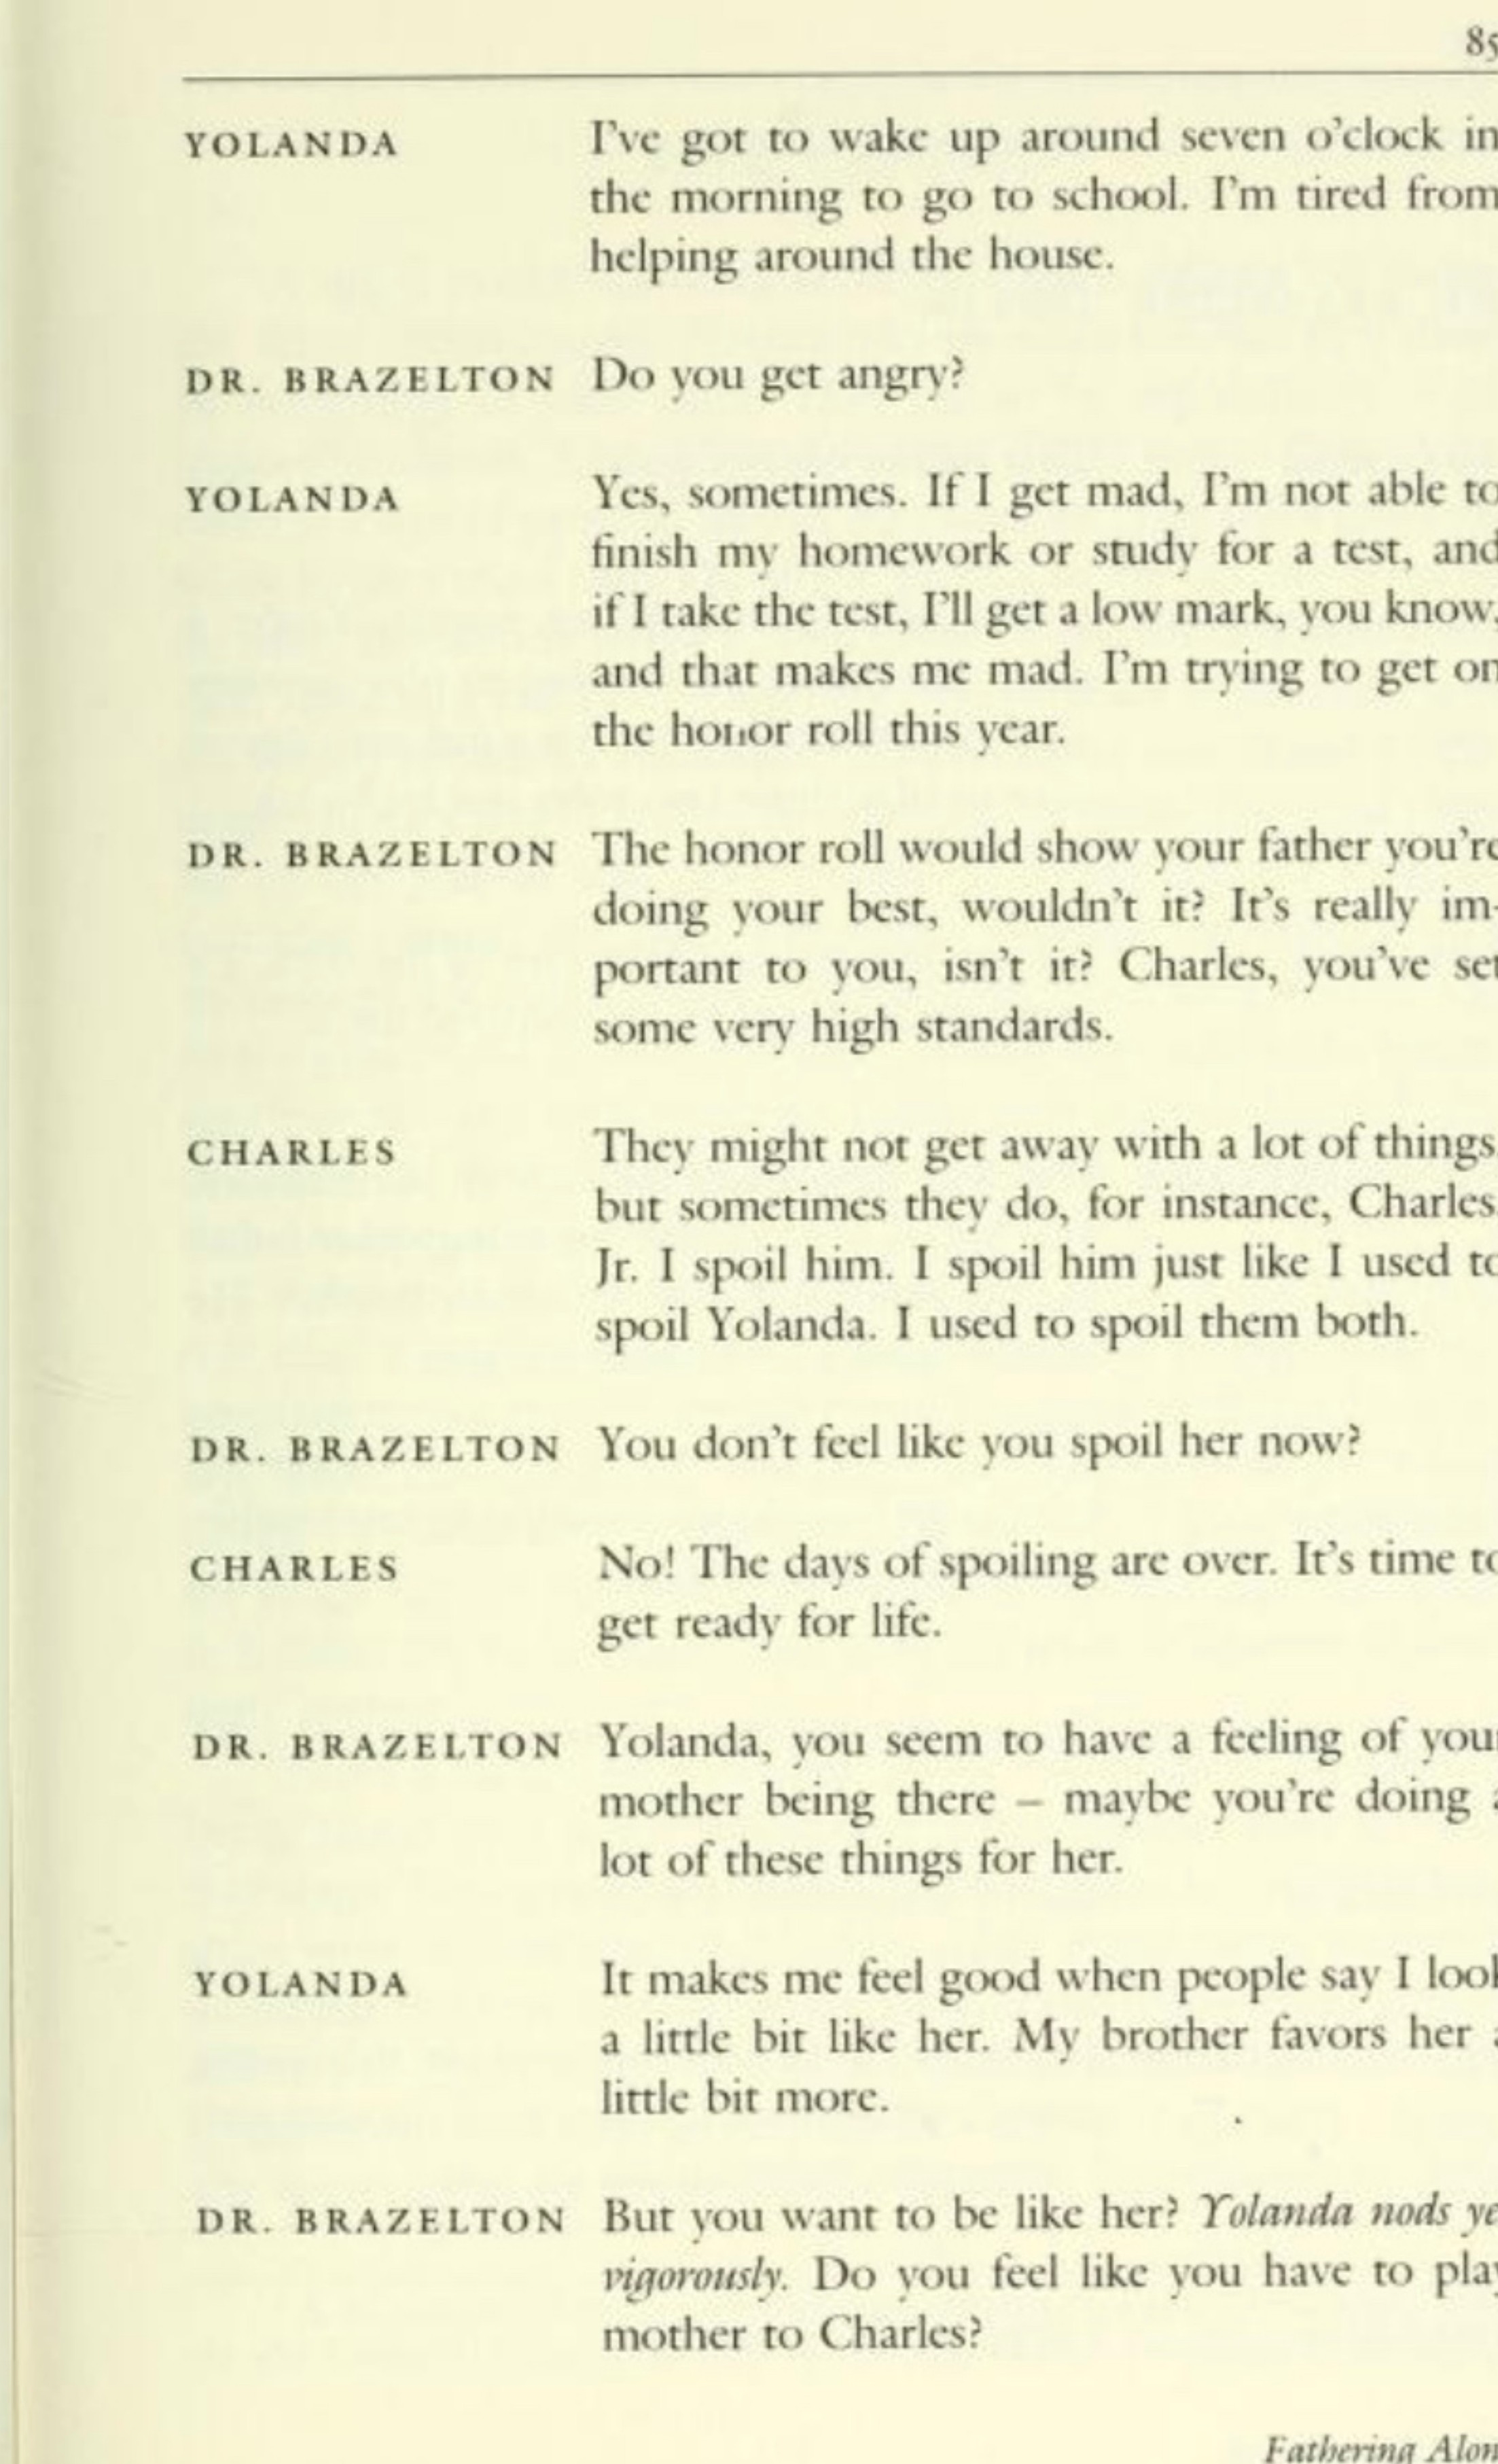 85
YOLANDA I've got to wake up around seven o'clock in
the morning to go to school. I'm tired from
helping around the house.
DR. BRAZELTON Do you get angry?
YOLANDA Yes, sometimes. If I get mad, I'm not able to
finish my homework or study for a test, and
if I take the test, I'll get a low mark, you know,
and that makes me mad. I'm trying to get on
the honor roll this year.
DR. BRAZELTON The honor roll would show your father you're
doing your best, wouldn't it? It's really im-
portant to you, isn't it? Charles, you've set
some very high standards.
CHARLES They might not get away with a lot of things,
but sometimes they do, for instance, Charles
Jr. I spoil him. I spoil him just like I used to
spoil Yolanda. I used to spoil them both.
DR. BRAZELTON You don't feel like you spoil her now?
CHARLES No! The days of spoiling are over. It's time to
get ready for life.
DR. BRAZELTON Yolanda, you seem to have a feeling of your
mother being there – maybe you're doing a
lot of these things for her.
YOLANDA It makes me feel good when people say I look
a little bit like her. My brother favors her a
little bit more.
DR. BRAZELTON But you want to be like her? Yolanda nods ye
vigorously. Do you feel like you have to play
mother to Charles?
Fathering Alon